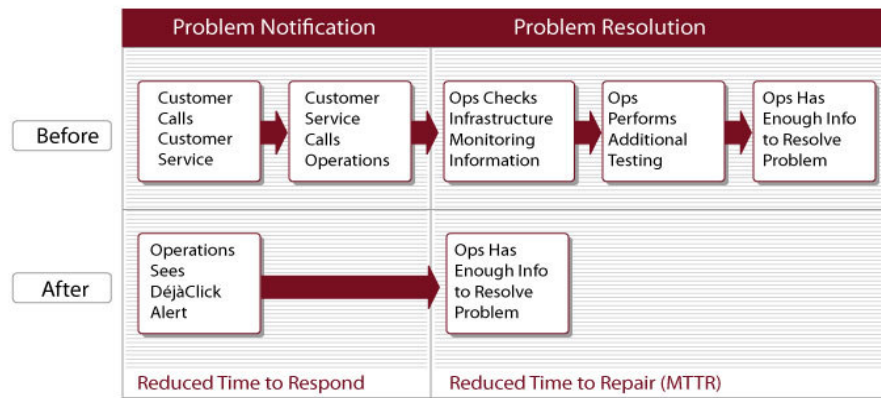 Problem Notification
Problem Resolution
Before
Customer
Calls
Customer
Service
Customer
Service
Calls
Operations
Ops Checks
Infrastructure
Monitoring
Information
Ops
Performs
Additional
Testing
Ops Has
Enough Info
to Resolve
Problem
After
Operations
Sees
DéjàClick
Alert
Ops Has
Enough Info
to Resolve
Problem
Reduced Time to Respond
Reduced Time to Repair (MTTR)